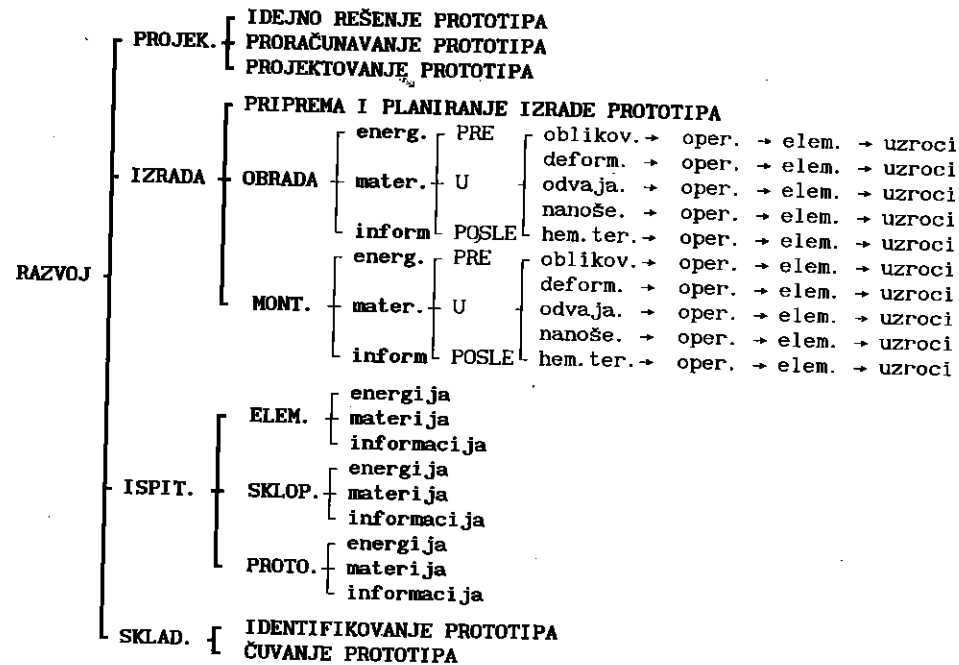 IDEJNO REŠENJE PROTOTIPA
PROJEK. PRORAČUNAVANJE PROTOTIPA
PROJEKTOVANJE PROTOTIPA
PRIPREMA I PLANIRANJE IZRADE PROTOTIPA
energ. PRE oblikov.→ oper. → elem. → uzroci
deform. → oper. → elem. → uzroci
IZRADA OBRADA mater. U odvaja. → oper. → elem. → uzroci
nanoše. → oper. → elem. → uzroci
inform POSLE hem.ter.→ oper. → elem. → uzroci
RAZVOJ energ. PRE oblikov.→ oper. → elem. → uzroci
deform. → oper. → elem. → uzroci
MONT. mater. U odvaja. → oper. → elem. → uzroci
nanoše. → oper. → elem. → uzroci
inform POSLE hem.ter.→ oper. → elem. → uzroci
energija
ELEM. materija
informacija
energija
ISPIT. SKLOP. materija
informacija
energija
PROTO. materija
informacija
SKLAD. IDENTIFIKOVANJE PROTOTIPA
ČUVANJE PROTOTIPA